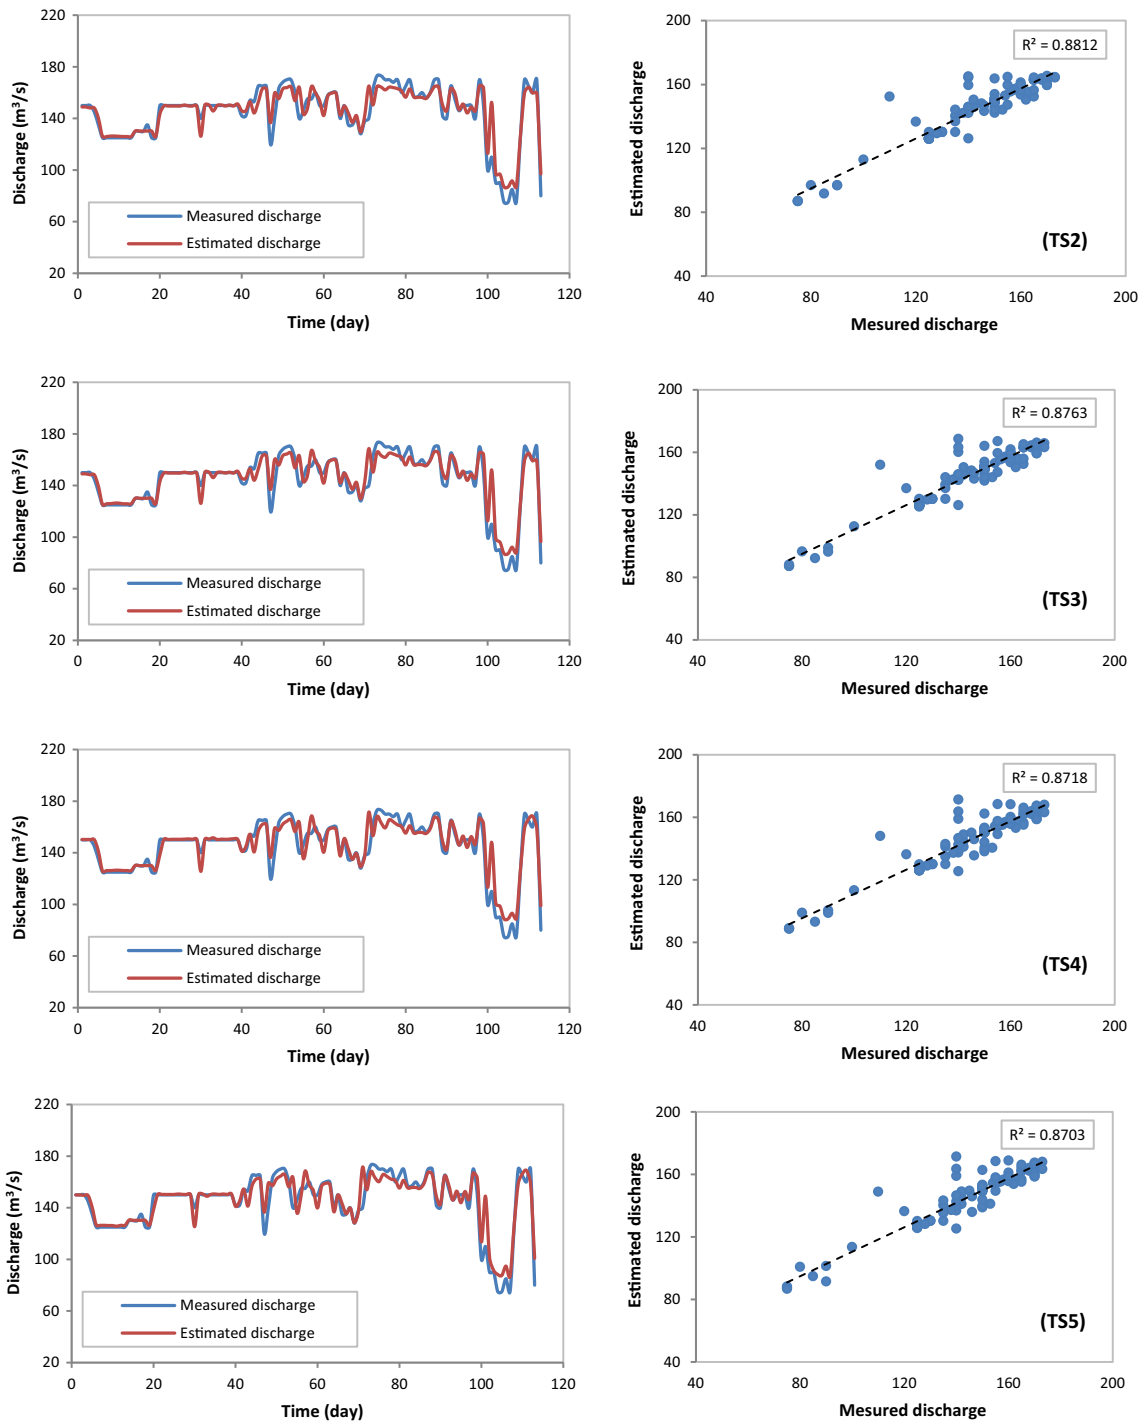 220
180
140
100
60
20
Discharge (m³/s)
Measured discharge
Estimated discharge
0 20 40 60 80 100 120
Time (day)
200
160
120
80
40
Estimated discharge
R² = 0.8812
(TS2)
40 80 120 160 200
Mesured discharge
220
180
140
100
60
20
Discharge (m³/s)
Measured discharge
Estimated discharge
0 20 40 60 80 100 120
Time (day)
200
160
120
80
40
Estimated discharge
R² = 0.8763
(TS3)
40 80 120 160 200
Mesured discharge
220
180
140
100
60
20
Discharge (m³/s)
Measured discharge
Estimated discharge
0 20 40 60 80 100 120
Time (day)
200
160
120
80
40
Estimated discharge
R² = 0.8718
(TS4)
40 80 120 160 200
Mesured discharge
220
180
140
100
60
20
Discharge (m³/s)
Measured discharge
Estimated discharge
0 20 40 60 80 100 120
Time (day)
200
160
120
80
40
Estimated discharge
R² = 0.8703
(TS5)
40 80 120 160 200
Mesured discharge